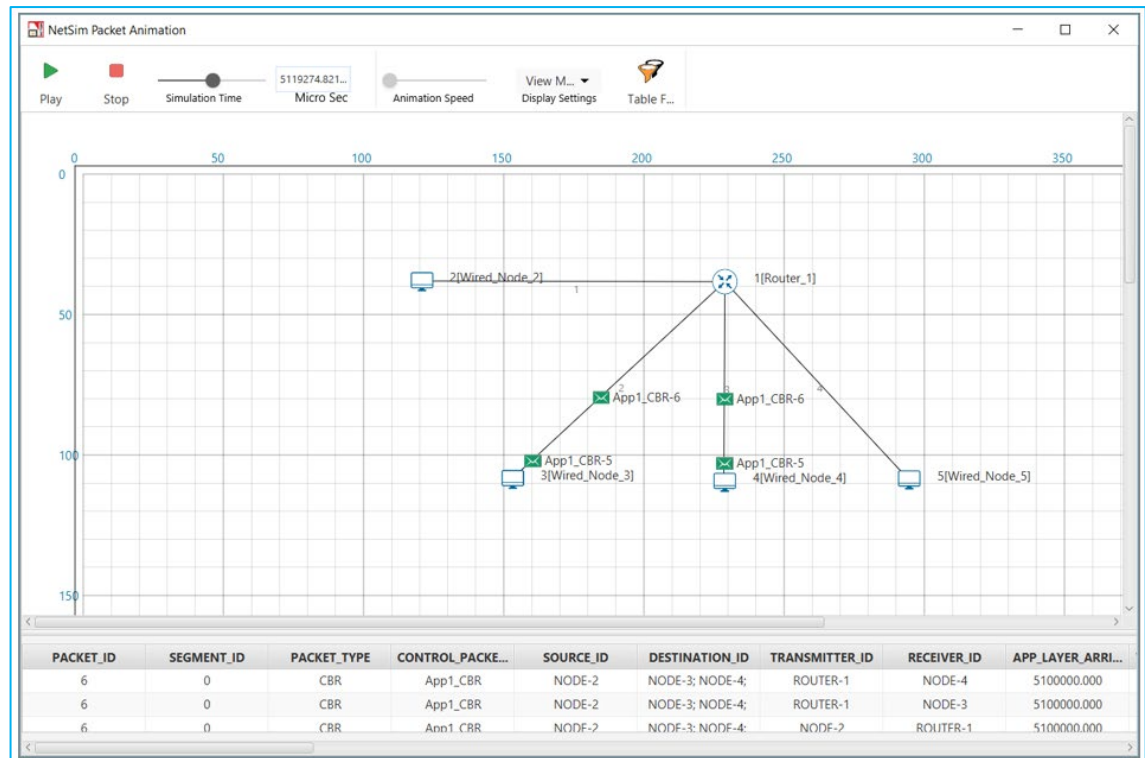 NetSim Packet Animation
5119274.821...
View M...
Play Stop Simulation Time Micro Sec Animation Speed Display Settings Table F...
0 50 100 150 200 250 300 350
0
2[Wired_Node_2] 1[Router_1]
1
50
2 3 4
App1_CBR-6 App1_CBR-6
100
App1_CBR-5 App1_CBR-5
3[Wired_Node_3] 4[Wired_Node_4] 5[Wired_Node_5]
150
PACKET_ID SEGMENT_ID PACKET_TYPE CONTROL_PACKE... SOURCE_ID DESTINATION_ID TRANSMITTER_ID RECEIVER_ID APP_LAYER_ARRI...
6 0 CBR App1_CBR NODE-2 NODE-3; NODE-4; ROUTER-1 NODE-4 5100000.000
6 0 CBR App1_CBR NODE-2 NODE-3; NODE-4; ROUTER-1 NODE-3 5100000.000
6 0 CBR App1_CBR NODE-2 NODE-3; NODE-4; NODE-2 ROUTER-1 5100000.000